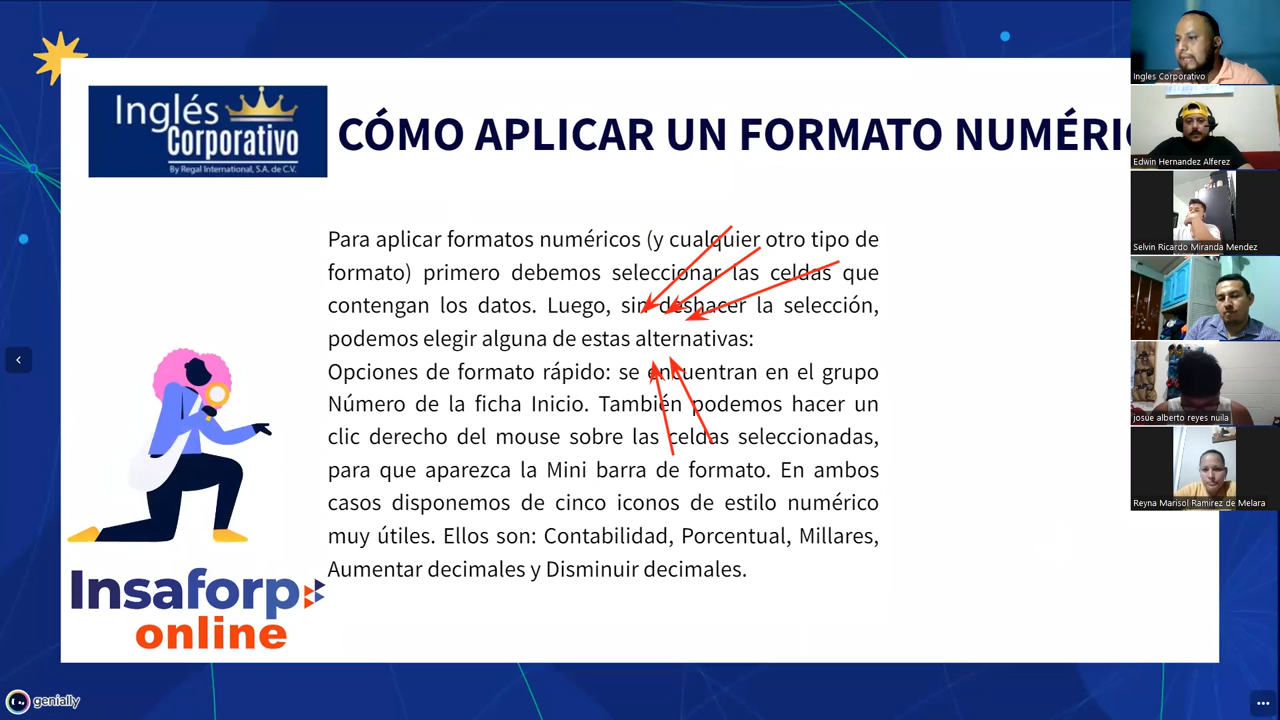 Inglés
Corporativo
By Regal International, S.A. de C.V.
CÓMO APLICAR UN FORMATO
Para aplicar formatos numéricos (y cualquier otro tipo de
formato) primero debemos seleccionar las celdas que
contengan los datos. Luego, sin deshacer la selección,
podemos elegir alguna de estas alternativas:
Opciones de formato rápido: se encuentran en el grupo
Número de la ficha Inicio. También podemos hacer un
clic derecho del mouse sobre las celdas seleccionadas,
para que aparezca la Mini barra de formato. En ambos
casos disponemos de cinco iconos de estilo numérico
muy útiles. Ellos son: Contabilidad, Porcentual, Millares,
Aumentar decimales y Disminuir decimales.
Insaforp
online
genially
Ingles Corporativo
Edwin Hernandez Alferez
Selvin Ricardo Miranda Mendez
josue alberto reyes nuila
Reyna Marisol Ramirez de Melara